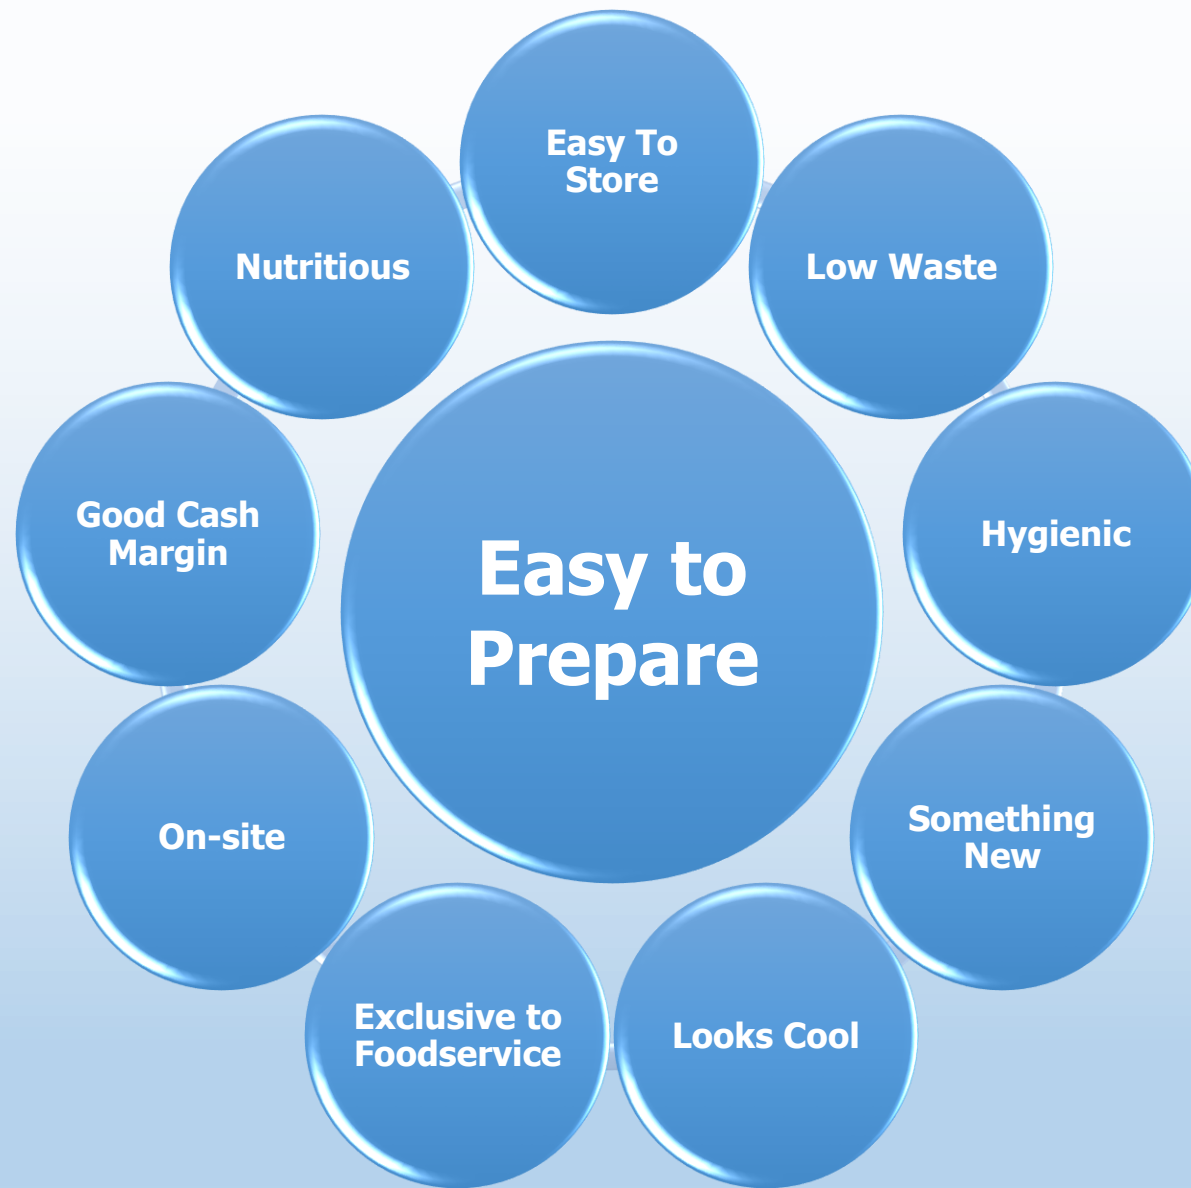 Easy To
Store
Nutritious
Low Waste
Good Cash
Margin
Hygienic
Easy to
Prepare
On-site
Something
New
Exclusive to
Foodservice
Looks Cool